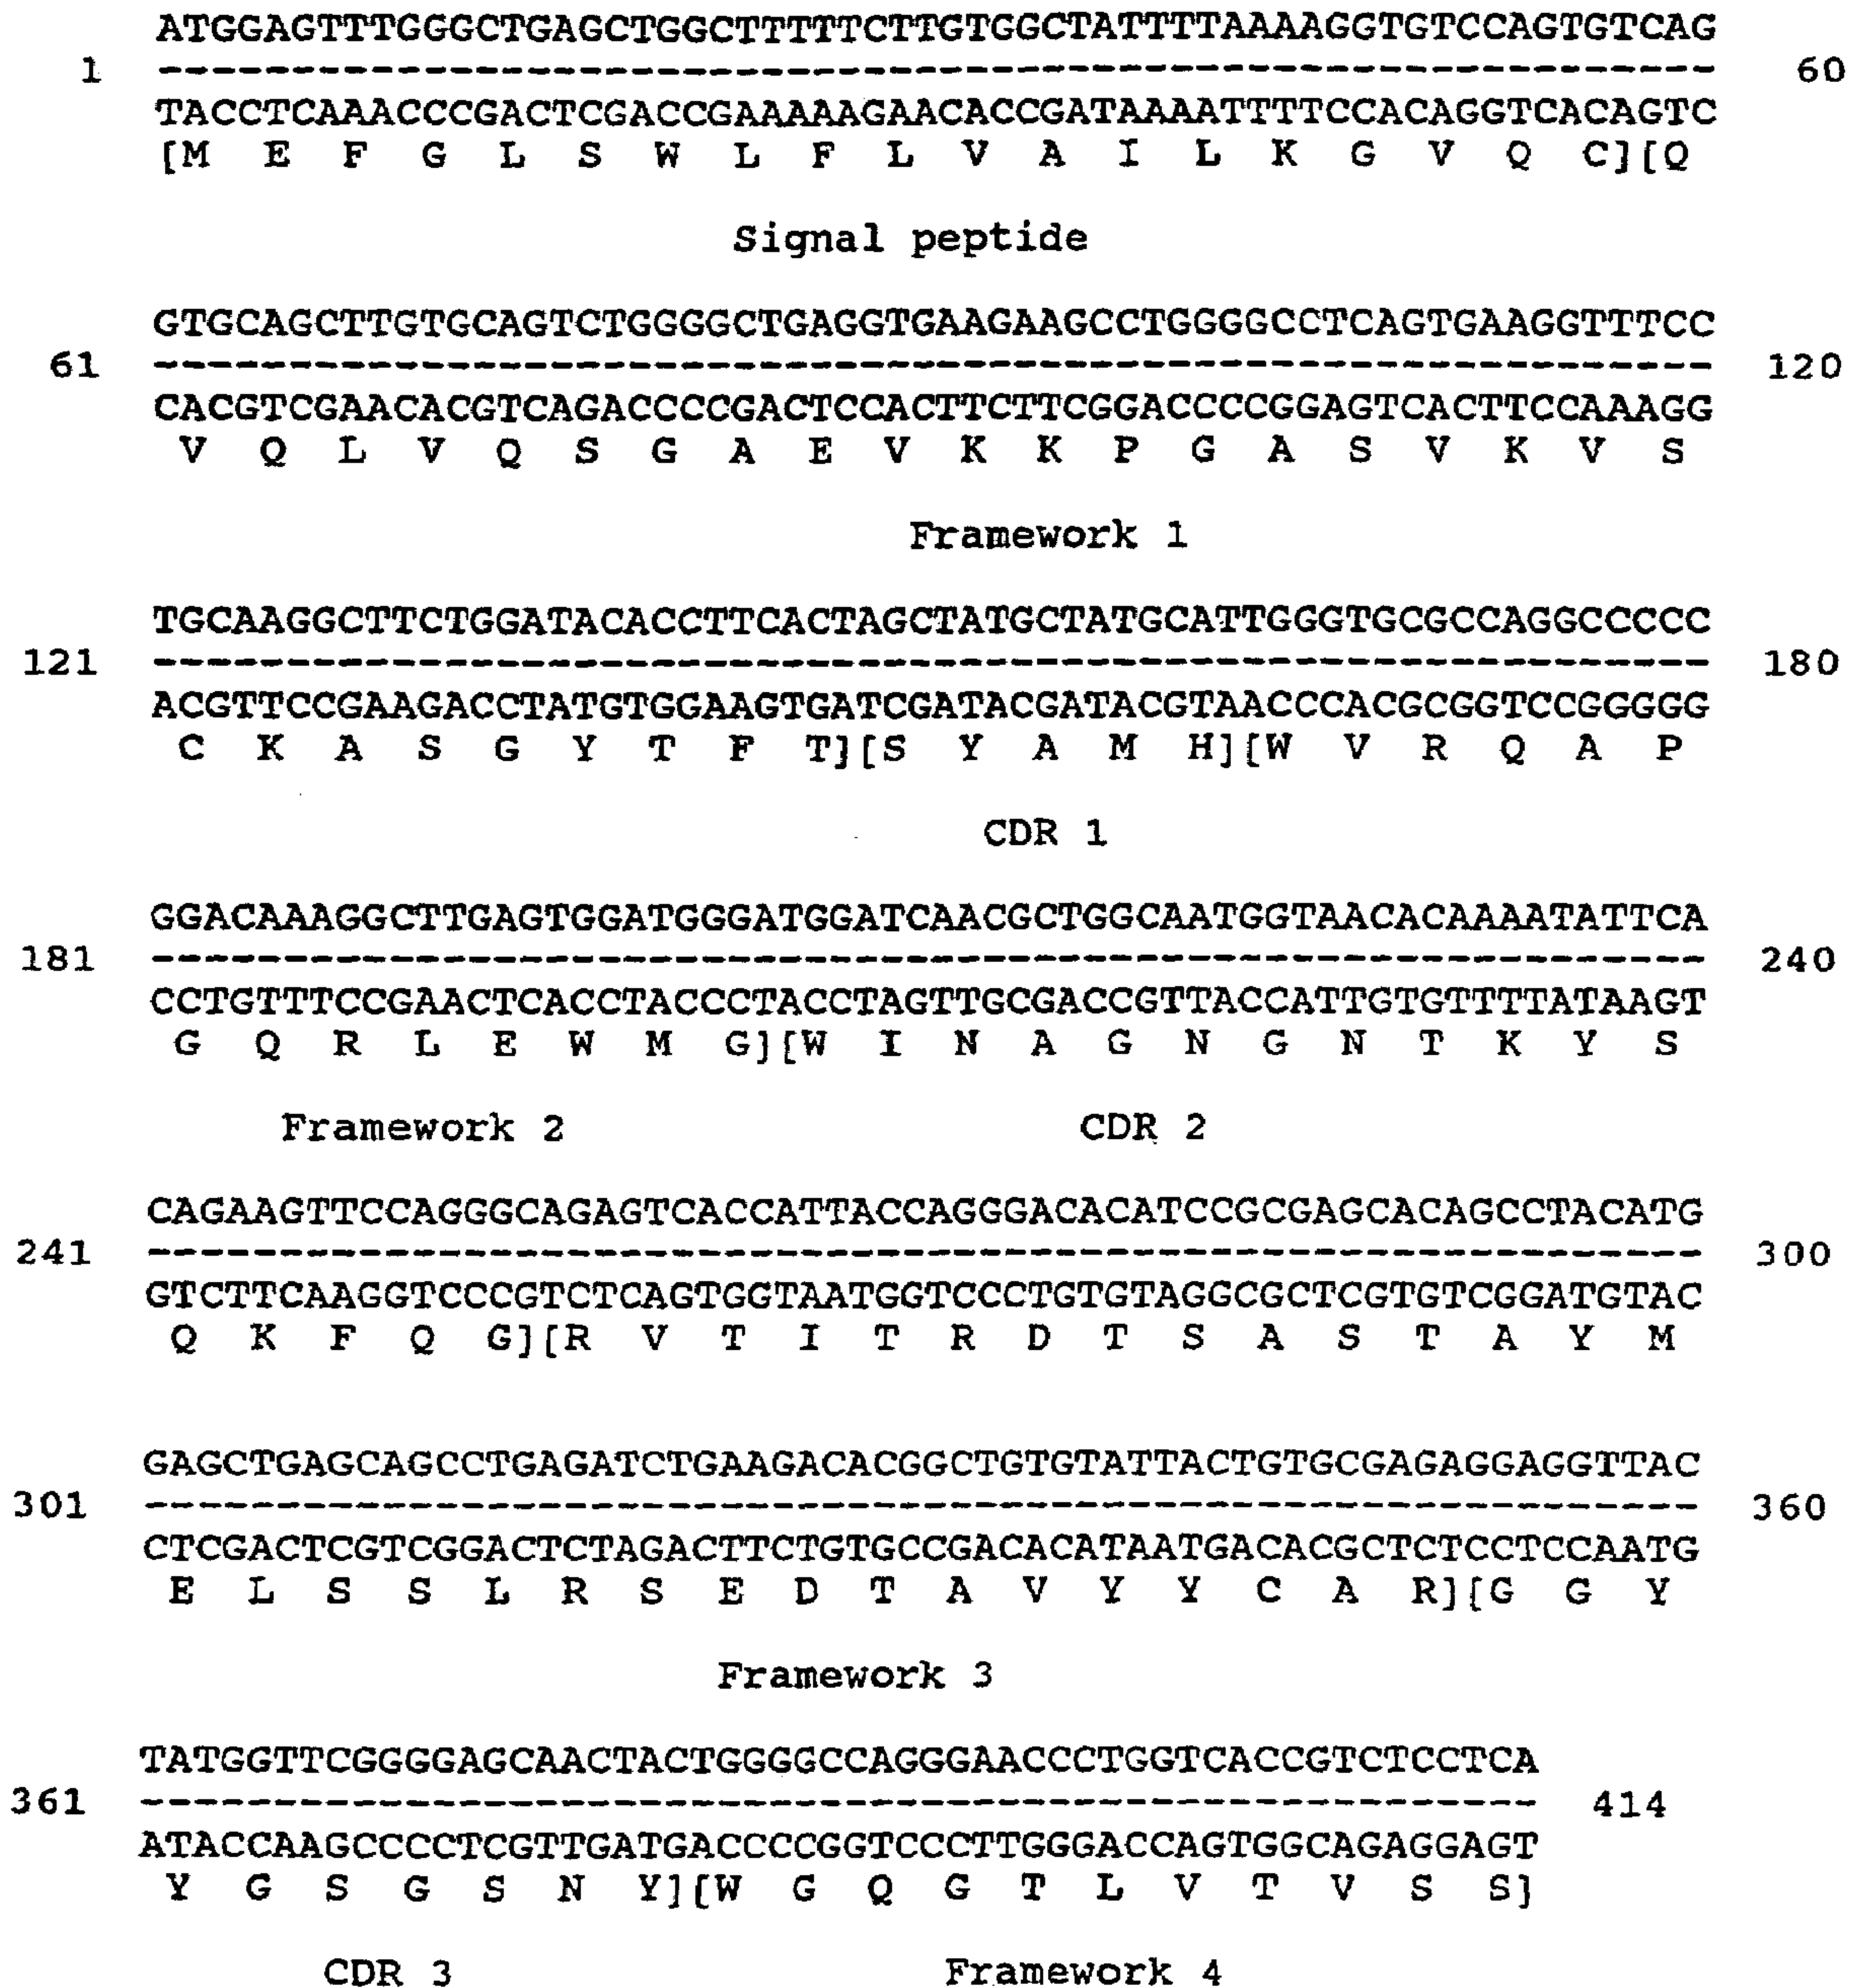 ATGGAGTTTGGGCTGAGCTGGCTTTTTCTTGTGGCTATTTTAAAAGGTGTCCAGTGTCAG
1 ------------------------------------------------------------ 60
TACCTCAAACCCGACTCGACCGAAAAAGAACACCGATAAAATTTTCCACAGGTCACAGTC
[M E F G L S W L F L V A I L K G V Q C][Q
Signal peptide
GTGCAGCTTGTGCAGTCTGGGGCTGAGGTGAAGAAGCCTGGGGCCTCAGTGAAGGTTTCC
61 ------------------------------------------------------------ 120
CACGTCGAACACGTCAGACCCCGACTCCACTTCTTCGGACCCCGGAGTCACTTCCAAAGG
V Q L V Q S G A E V K K P G A S V K V S
Framework 1
TGCAAGGCTTCTGGATACACCTTCACTAGCTATGCTATGCATTGGGTGCGCCAGGCCCCC
121 ------------------------------------------------------------ 180
ACGTTCCGAAGACCTATGTGGAAGTGATCGATACGATACGTAACCCACGCGGTCCGGGGG
C K A S G Y T F T][S Y A M H][W V R Q A P
CDR 1
GGACAAAGGCTTGAGTGGATGGGATGGATCAACGCTGGCAATGGTAACACAAAATATTCA
181 ------------------------------------------------------------ 240
CCTGTTTCCGAACTCACCTACCCTACCTAGTTGCGACCGTTACCATTGTGTTTTATAAGT
G Q R L E W M G][W I N A G N G N T K Y S
Framework 2 CDR 2
CAGAAGTTCCAGGGCAGAGTCACCATTACCAGGGACACATCCGCGAGCACAGCCTACATG
241 ------------------------------------------------------------ 300
GTCTTCAAGGTCCCGTCTCAGTGGTAATGGTCCCTGTGTAGGCGCTCGTGTCGGATGTAC
Q K F Q G][R V T I T R D T S A S T A Y M
GAGCTGAGCAGCCTGAGATCTGAAGACACGGCTGTGTATTACTGTGCGAGAGGAGGTTAC
301 ------------------------------------------------------------ 360
CTCGACTCGTCGGACTCTAGACTTCTGTGCCGACACATAATGACACGCTCTCCTCCAATG
E L S S L R S E D T A V Y Y C A R][G G Y
Framework 3
TATGGTTCGGGGAGCAACTACTGGGGCCAGGGAACCCTGGTCACCGTCTCCTCA
361 ------------------------------------------------------ 414
ATACCAAGCCCCTCGTTGATGACCCCGGTCCCTTGGGACCAGTGGCAGAGGAGT
Y G S G S N Y][W G Q G T L V T V S S]
CDR 3 Framework 4